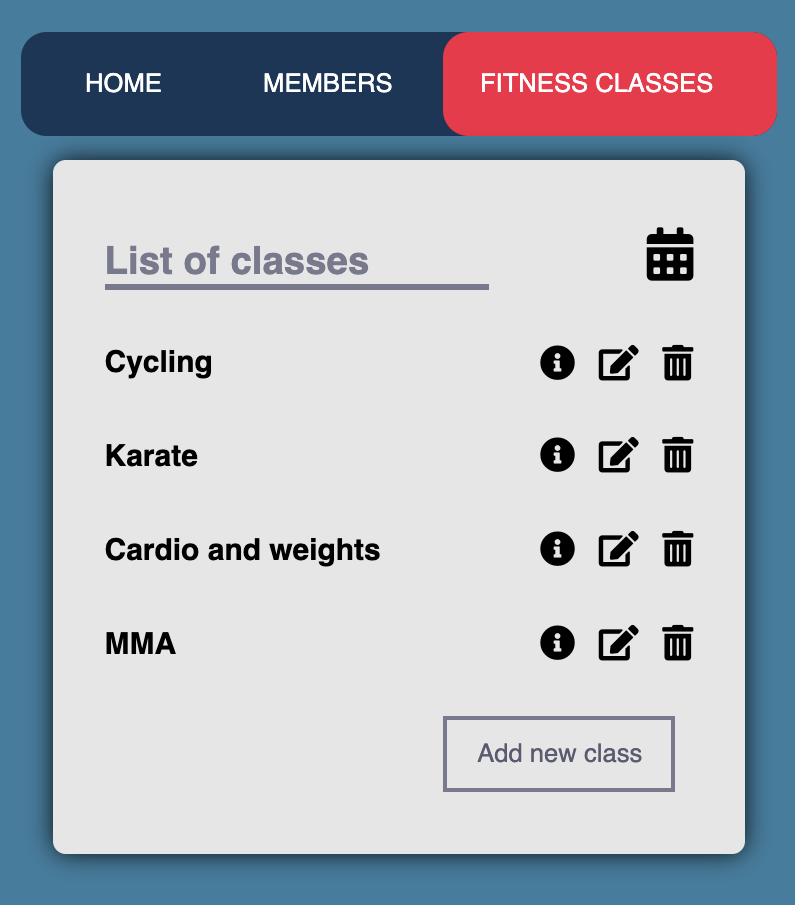 HOME MEMBERS FITNESS CLASSES
List of classes
Cycling
Karate
Cardio and weights
MMA
Add new class